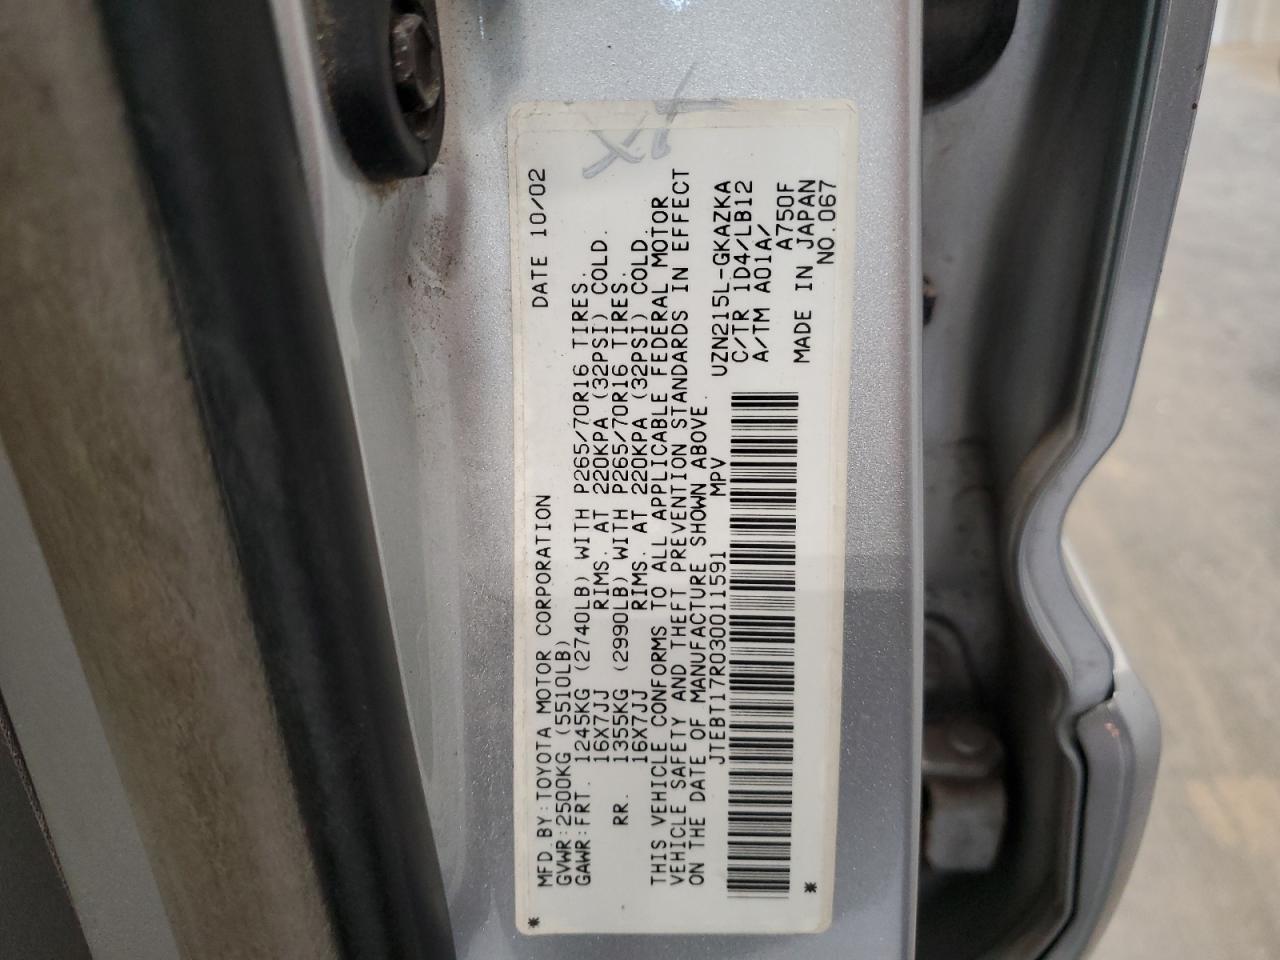 DATE 10/02
MFD.BY:TOYOTA MOTOR CORPORATION
GVWR:2500KG (5510LB)
GAWR:FRT. 1245KG (2740LB) WITH P265/70R16 TIRES.
16X7JJ RIMS. AT 220KPA (32PSI) COLD.
RR. 1355KG (2990LB) WITH P265/70R16 TIRES.
16X7JJ RIMS. AT 220KPA (32PSI) COLD.
THIS VEHICLE CONFORMS TO ALL APPLICABLE FEDERAL MOTOR
VEHICLE SAFETY AND THEFT PREVENTION STANDARDS IN EFFECT
ON THE DATE OF MANUFACTURE SHOWN ABOVE.
JTEBT17R030011591 MPV
UZN215L-GKAZKA
C/TR 1D4/LB12
A/TM A01A/
A750F
MADE IN JAPAN
NO.067
* *